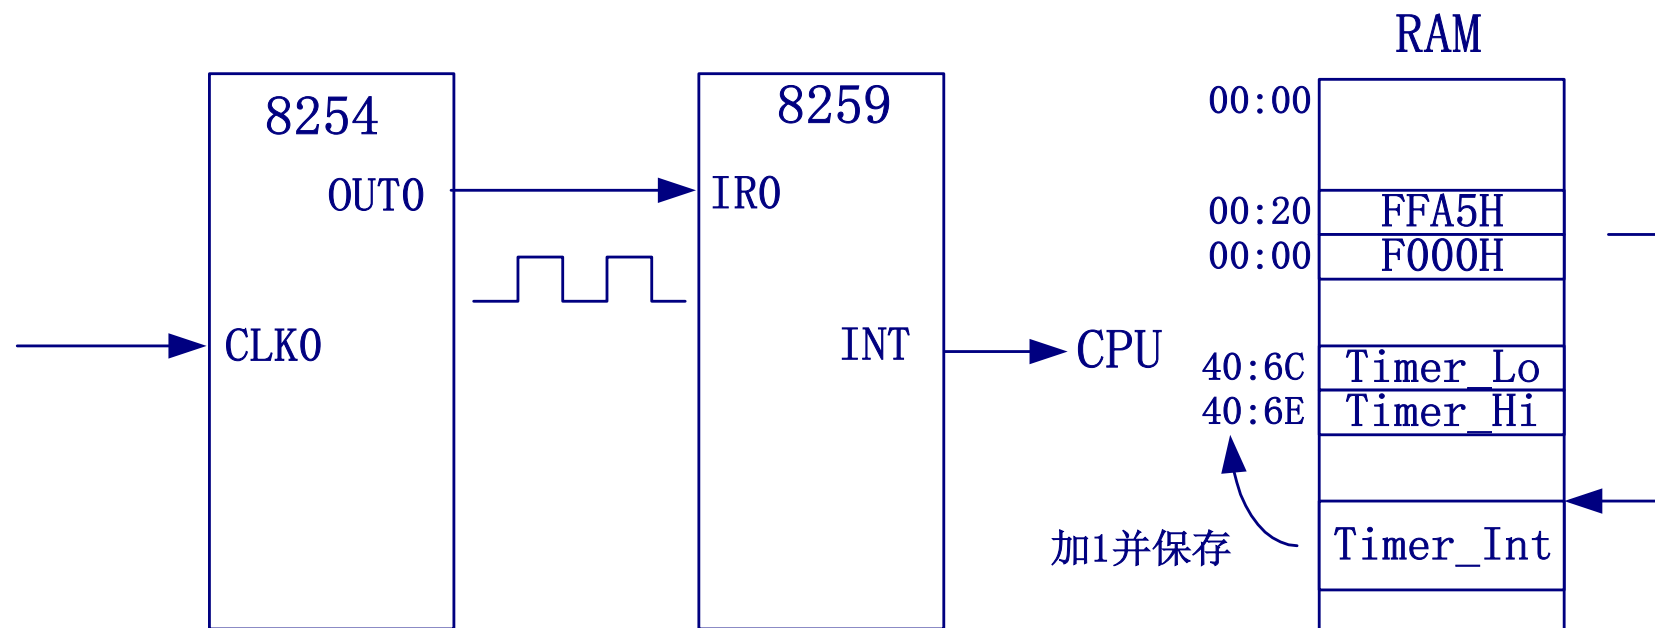 RAM
8254
8259
00:00
OUT0
IR0
00:20
FFA5H
00:00
F000H
CLK0
INT
CPU
40:6C
Timer_Lo
40:6E
Timer_Hi
加1并保存
Timer_Int